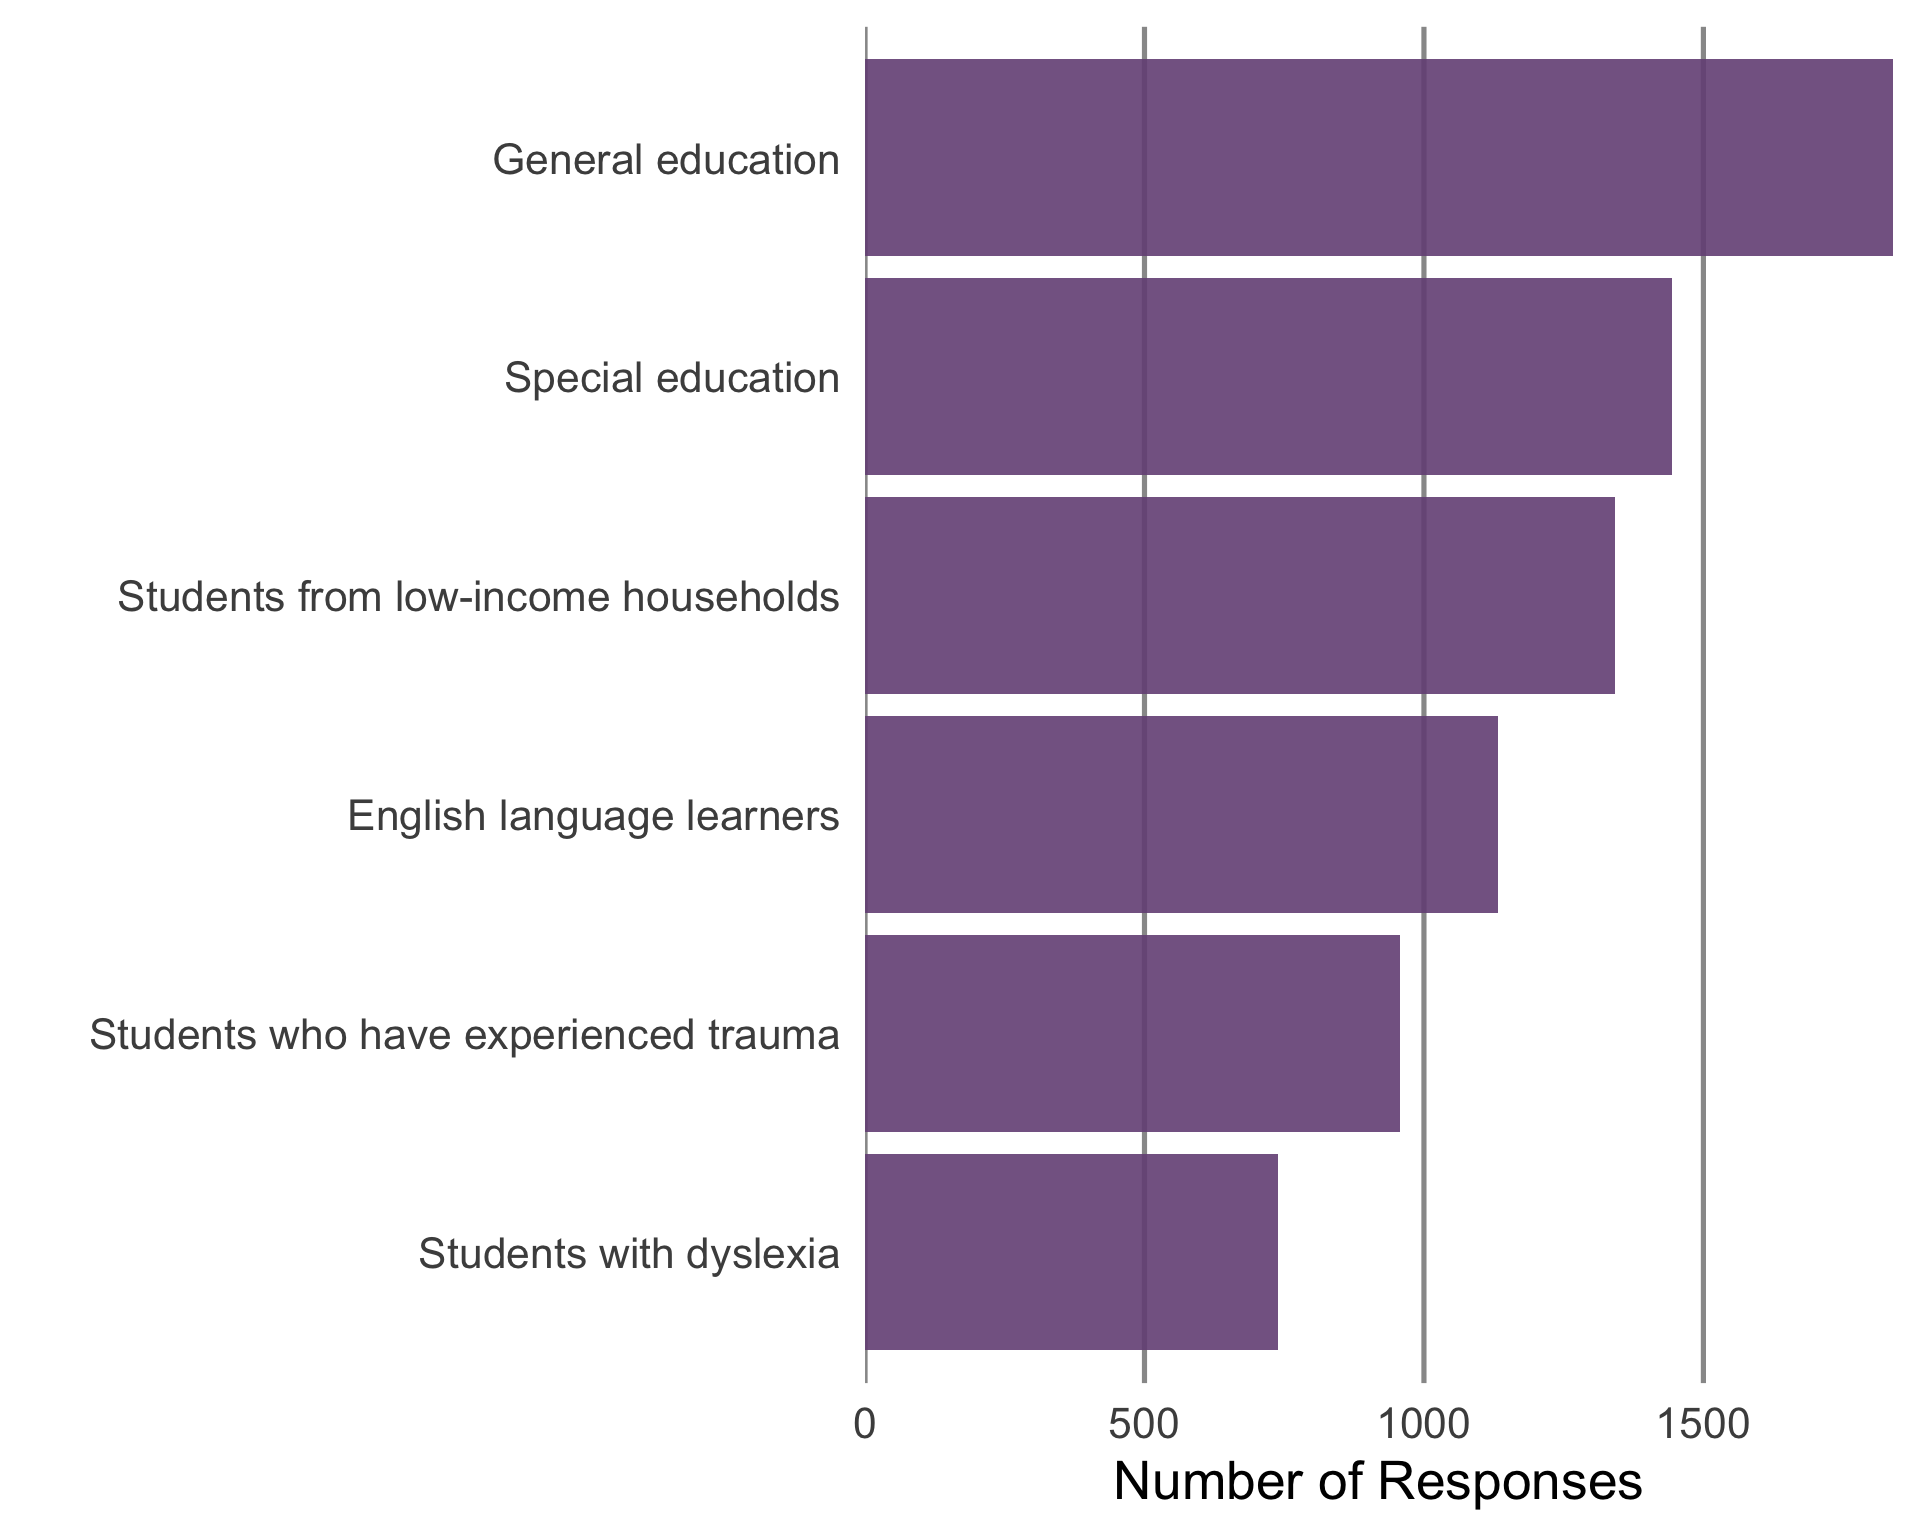 General education
Special education
Students from low-income households
English language learners
Students who have experienced trauma
Students with dyslexia
0 500 1000 1500
Number of Responses